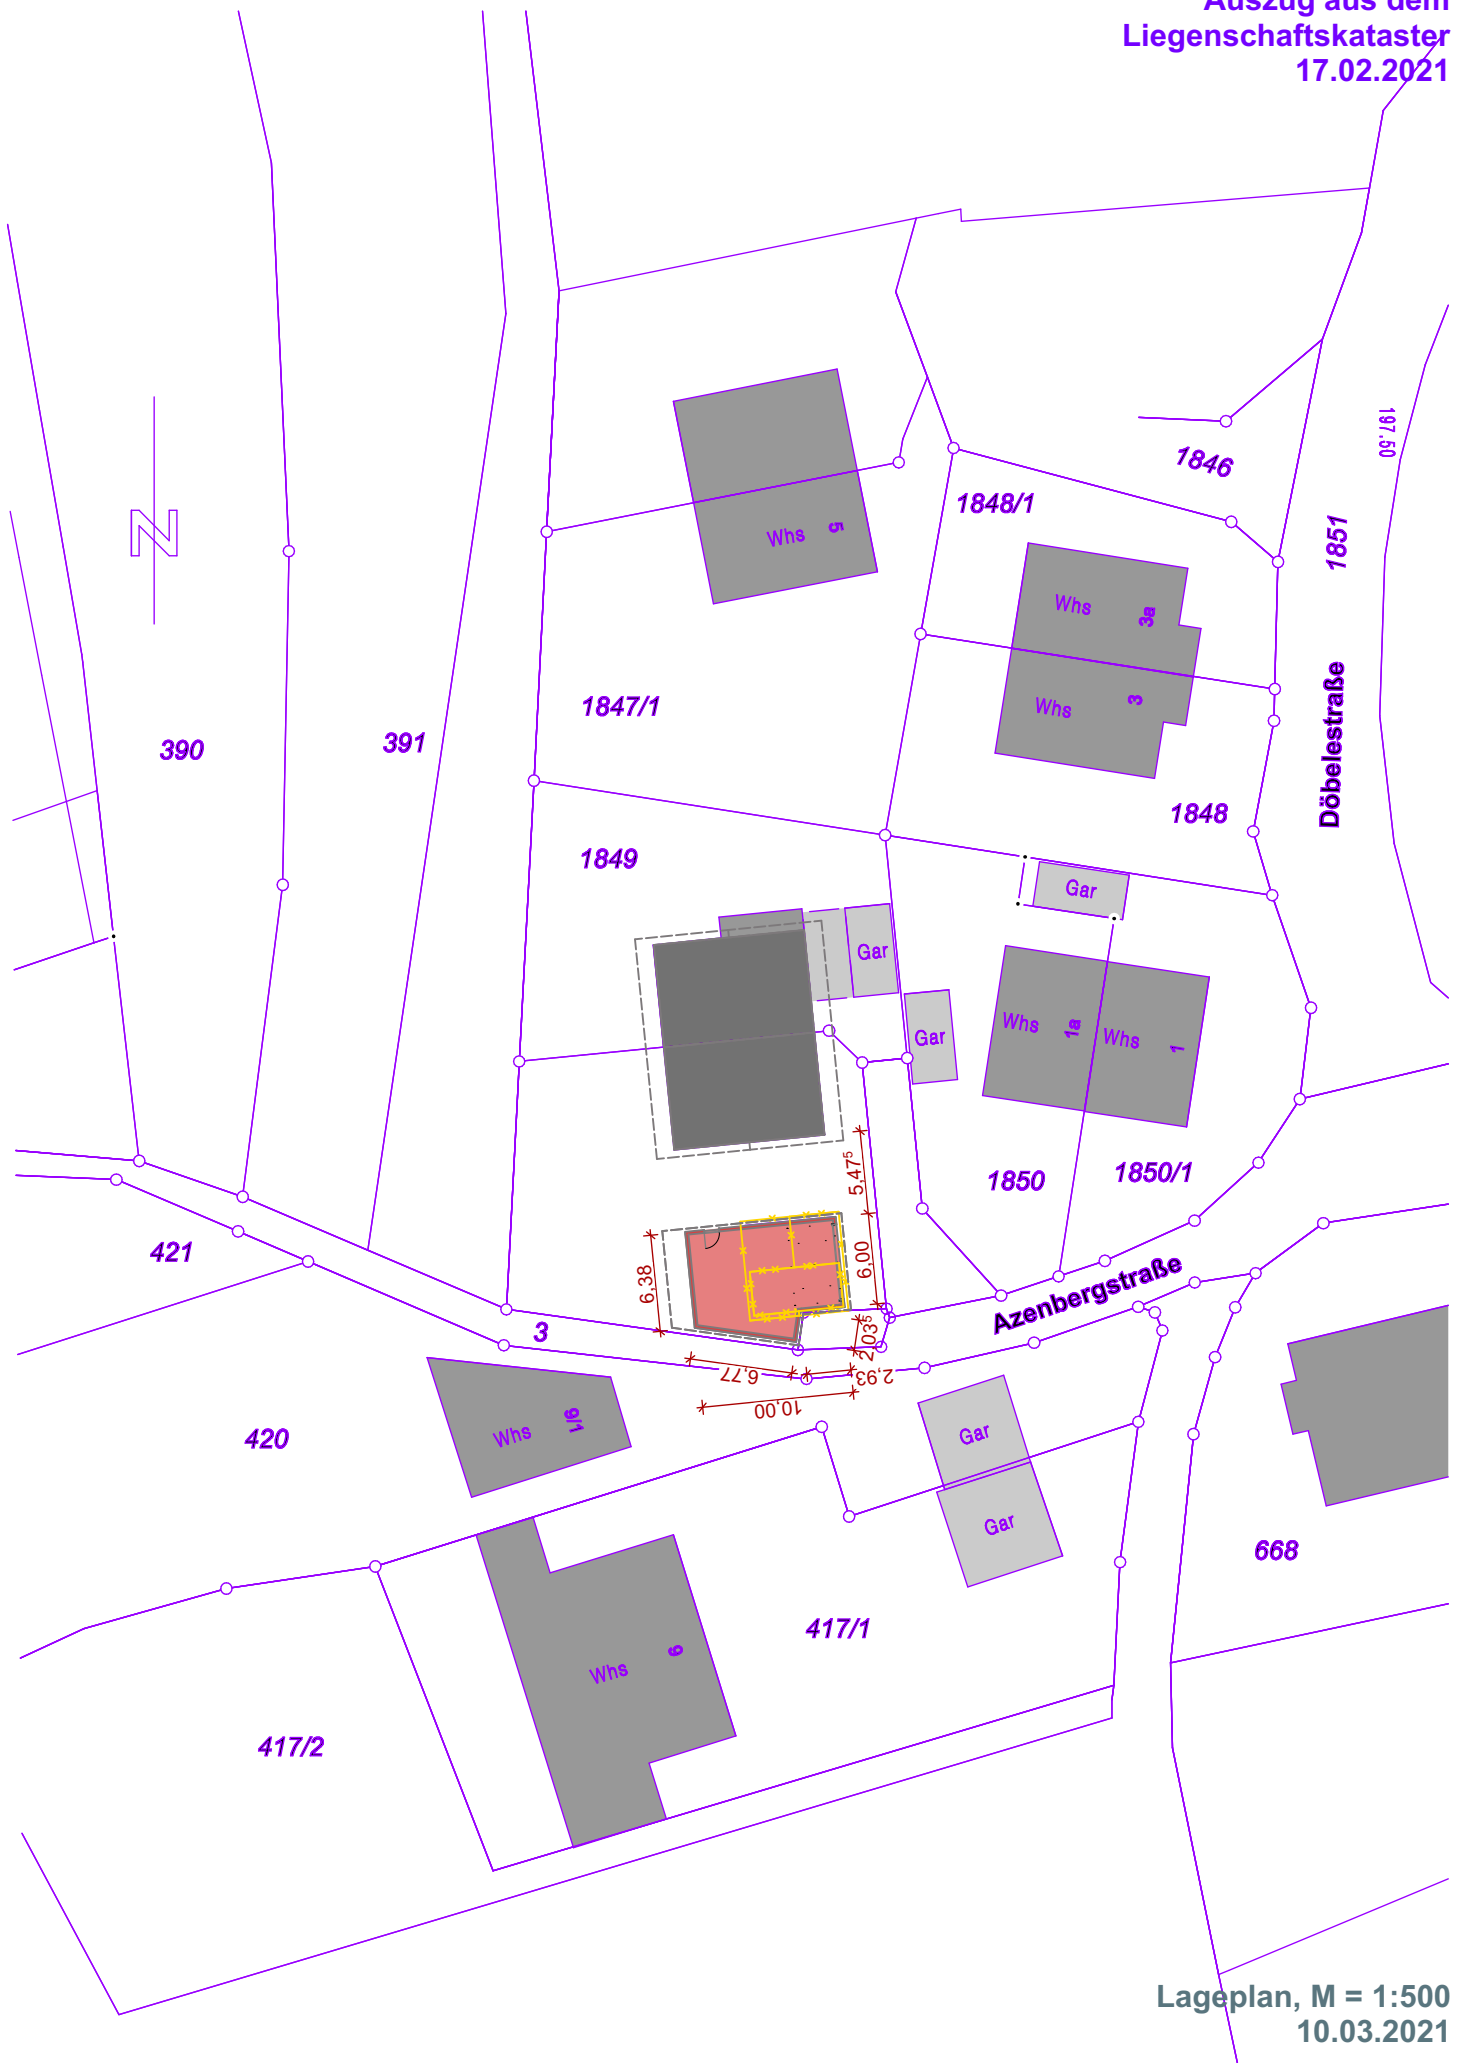 Auszug aus dem
Liegenschaftskataster
17.02.2021
197.50
1846
1848/1
1851
Whs 5
N
Whs 3a
Whs 3
1847/1
Döbelestraße
390
391
1848
1849
Gar
Gar
Whs 1a
Whs 1
Gar
5,47⁵
1850
1850/1
421
6,00
6,38
Azenbergstraße
3
2,03⁵
6,77
2,93
10,00
420
Whs 9/1
Gar
Gar
668
417/1
Whs 9
417/2
Lageplan, M = 1:500
10.03.2021